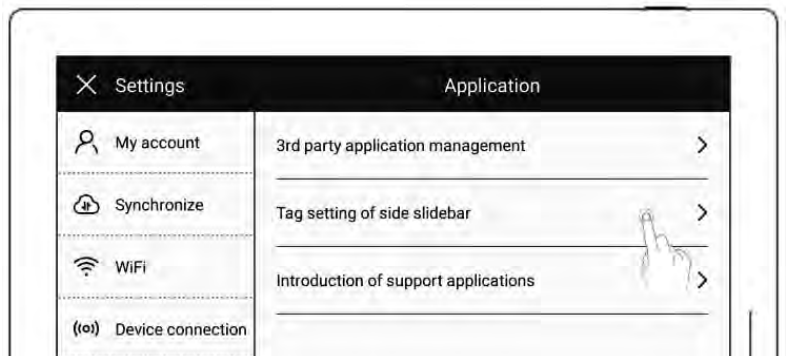 Settings
Application
My account
3rd party application management
Synchronize
Tag setting of side slidebar
WiFi
Introduction of support applications
Device connection